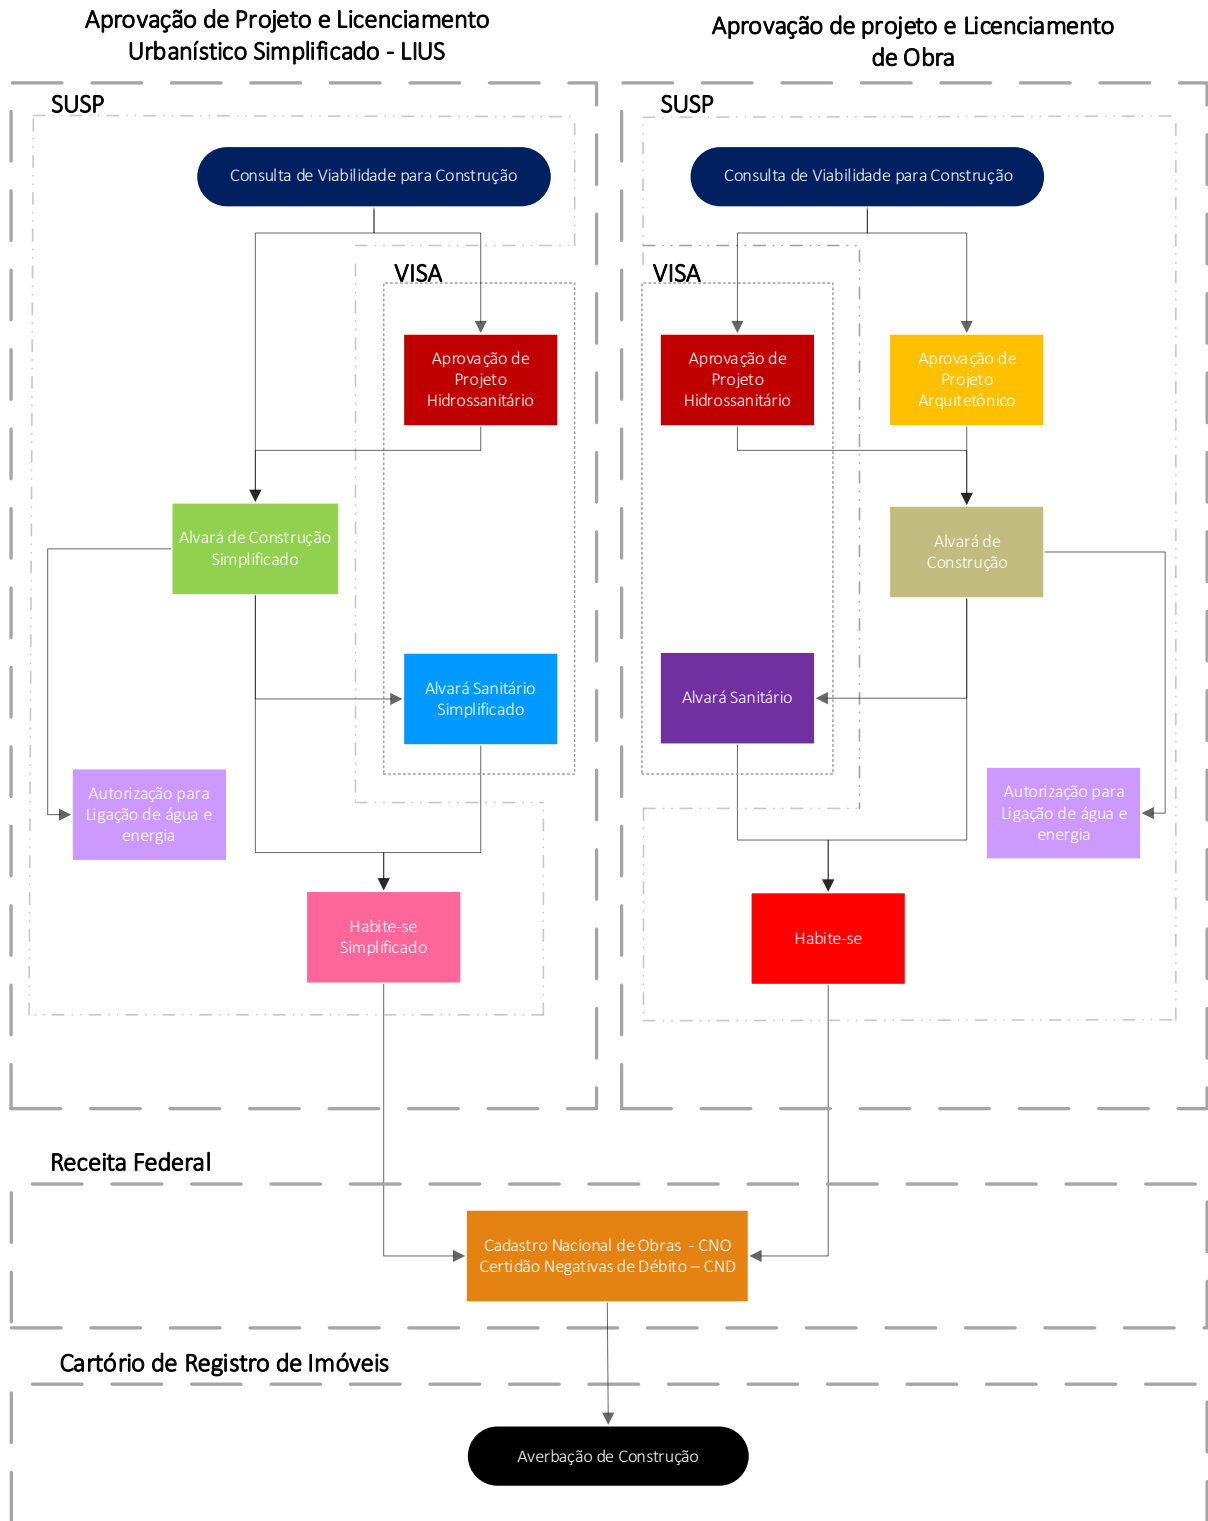 Aprovação de Projeto e Licenciamento
Urbanístico Simplificado - LIUS
SUSP
Consulta de Viabilidade para Construção
VISA
Aprovação de
Projeto
Hidrossanitário
Alvará de Construção
Simplificado
Alvará Sanitário
Simplificado
Autorização para
Ligação de água e
energia
Habite-se
Simplificado
Aprovação de projeto e Licenciamento
de Obra
SUSP
Consulta de Viabilidade para Construção
VISA
Aprovação de
Projeto
Hidrossanitário
Aprovação de
Projeto
Arquitetônico
Alvará de
Construção
Alvará Sanitário
Autorização para
Ligação de água e
energia
Habite-se
Receita Federal
Cadastro Nacional de Obras - CNO
Certidão Negativas de Débito – CND
Cartório de Registro de Imóveis
Averbação de Construção